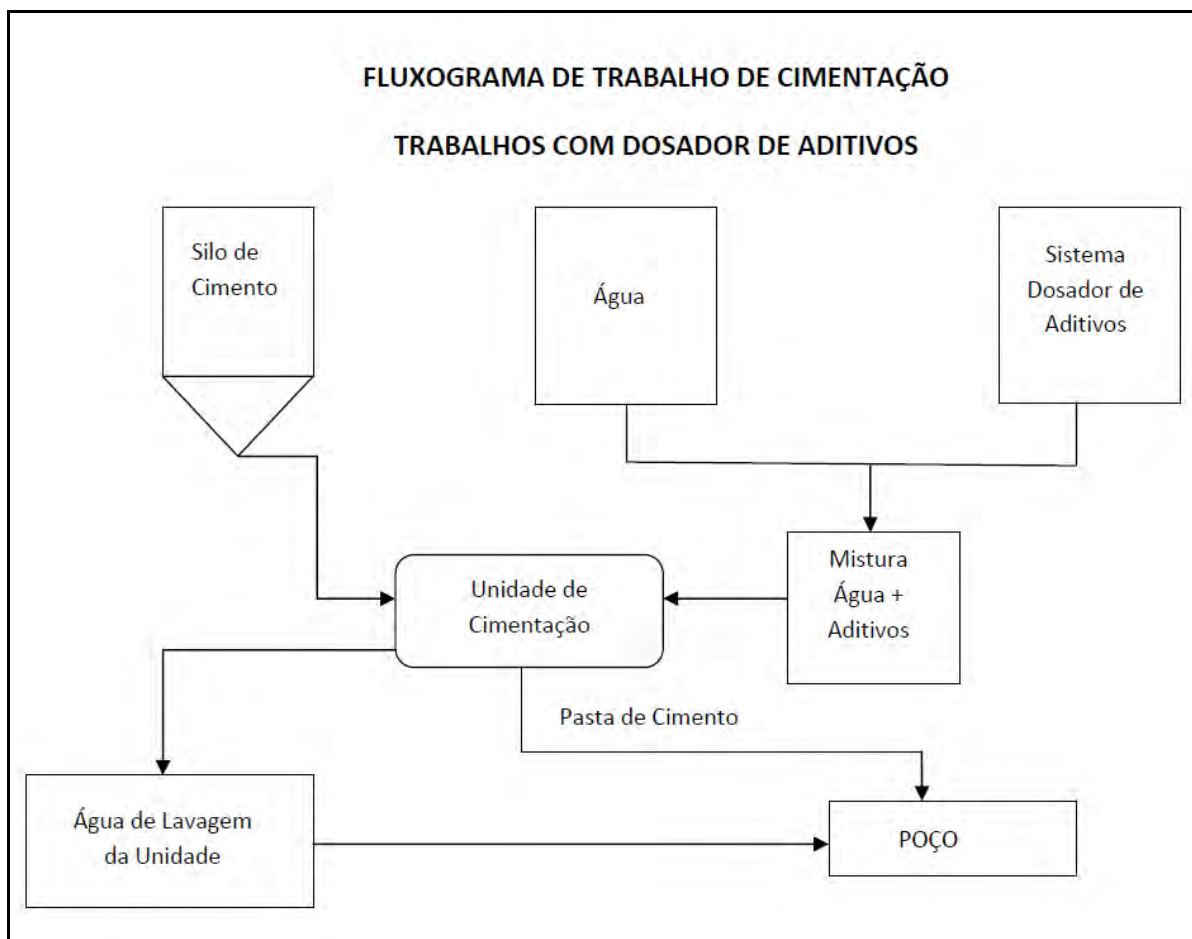 FLUXOGRAMA DE TRABALHO DE CIMENTAÇÃO
TRABALHOS COM DOSADOR DE ADITIVOS
Silo de
Cimento
Água
Sistema
Dosador de
Aditivos
Mistura
Água +
Aditivos
Unidade de
Cimentação
Pasta de Cimento
Água de Lavagem
da Unidade
POÇO